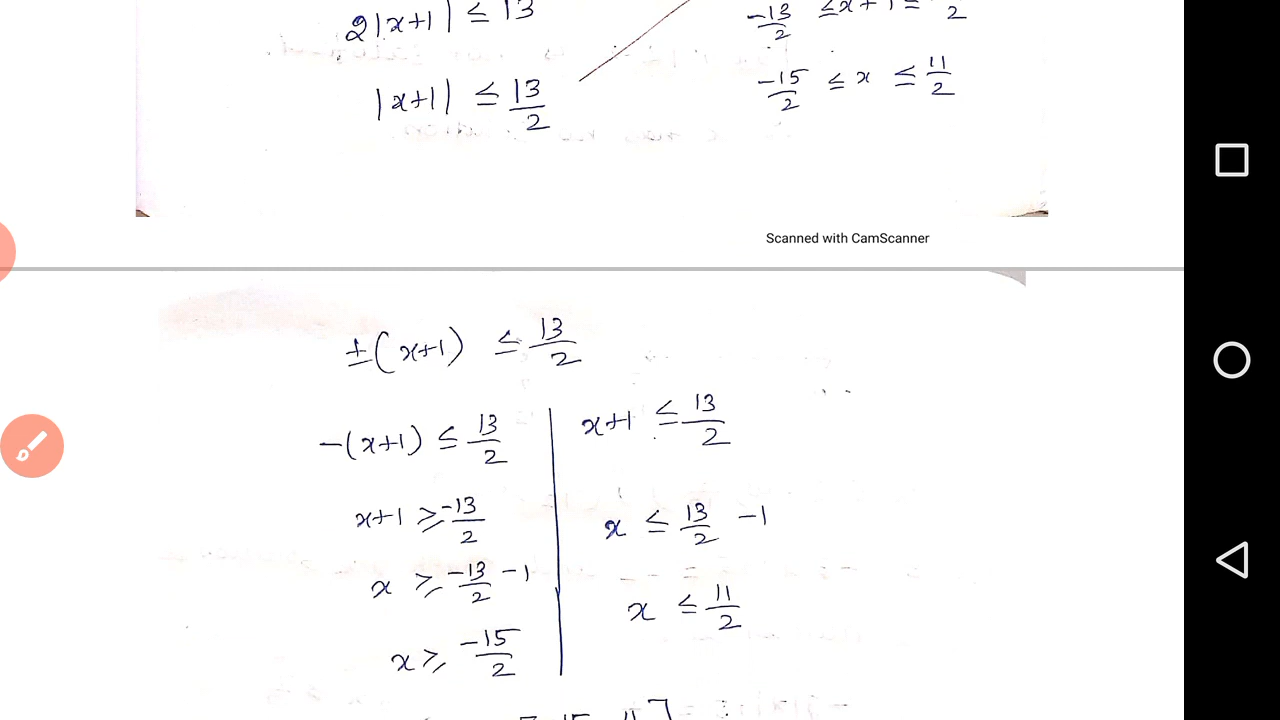 2|x+1| ≤ 13
|x+1| ≤ 13/2
-13/2 ≤ x+1 ≤ /2
-15/2 ≤ x ≤ 11/2
Scanned with CamScanner
±(x+1) ≤ 13/2
-(x+1) ≤ 13/2
x+1 ≥ -13/2
x ≥ -13/2 -1
x ≥ -15/2
x+1 ≤ 13/2
x ≤ 13/2 -1
x ≤ 11/2